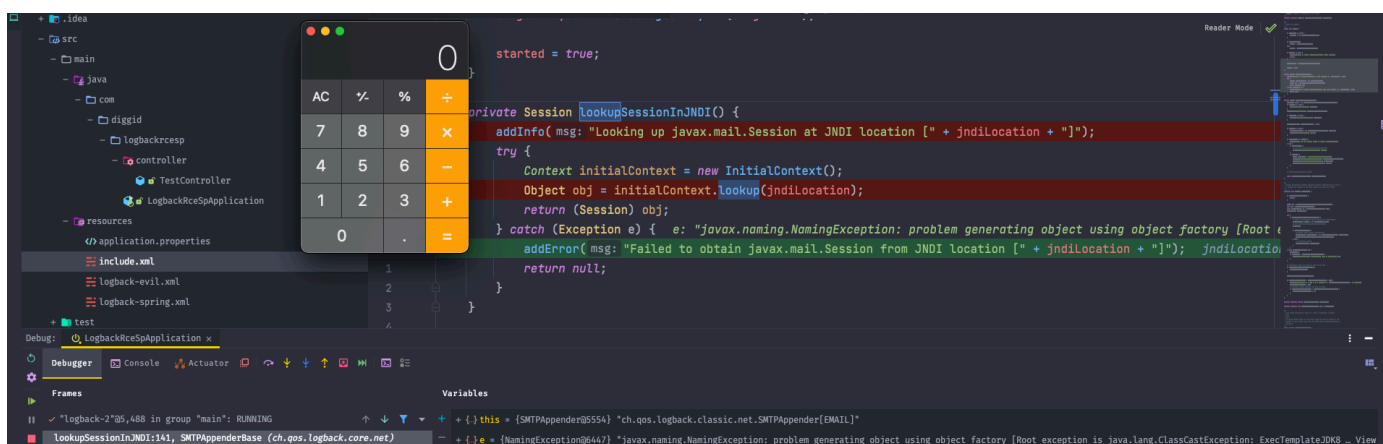 .idea
src
main
java
com
diggid
logbackrcesp
controller
TestController
LogbackRceSpApplication
resources
application.properties
include.xml
logback-evil.xml
logback-spring.xml
test
0
AC +/- % ÷
7 8 9 ×
4 5 6 −
1 2 3 +
0 . =
Reader Mode
started = true;
}
private Session lookupSessionInJNDI() {
addInfo( msg: "Looking up javax.mail.Session at JNDI location [" + jndiLocation + "]");
try {
Context initialContext = new InitialContext();
Object obj = initialContext.lookup(jndiLocation);
return (Session) obj;
} catch (Exception e) { e: "javax.naming.NamingException: problem generating object using object factory [Root e
addError( msg: "Failed to obtain javax.mail.Session from JNDI location [" + jndiLocation + "]"); jndiLocatio
1 return null;
2 }
3 }
Debug: LogbackRceSpApplication ×
Debugger Console Actuator
Frames Variables
"logback-2"@5,488 in group "main": RUNNING
this = {SMTPAppender@5554} "ch.qos.logback.classic.net.SMTPAppender[EMAIL]"
lookupSessionInJNDI:141, SMTPAppenderBase (ch.qos.logback.core.net)
e = {NamingException@6447} "javax.naming.NamingException: problem generating object using object factory [Root exception is java.lang.ClassCastException: ExecTemplateJDK8 … View